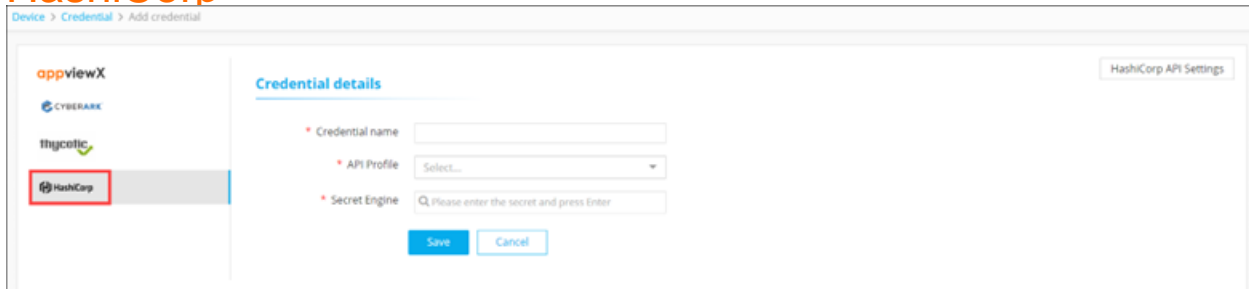 HashiCorp
Device > Credential > Add credential
appviewX
CYBERARK
thycotic
HashiCorp
HashiCorp API Settings
Credential details
* Credential name
* API Profile
Select...
* Secret Engine
Please enter the secret and press Enter
Save
Cancel